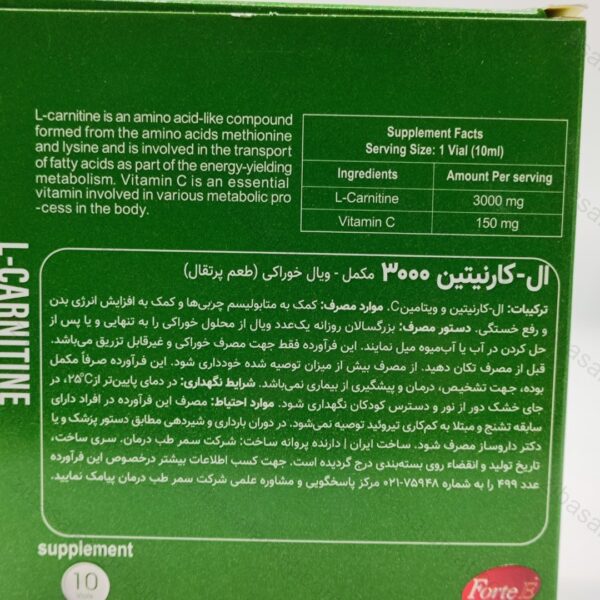 L-carnitine is an amino acid-like compound
formed from the amino acids methionine
and lysine and is involved in the transport
of fatty acids as part of the energy-yielding
metabolism. Vitamin C is an essential
vitamin involved in various metabolic pro
-cess in the body.
Supplement Facts
Serving Size: 1 Vial (10ml)
Ingredients Amount Per serving
L-Carnitine 3000 mg
Vitamin C 150 mg
L-CARNITINE
ال-کارنیتین ۳۰۰۰ مکمل - ویال خوراکی (طعم پرتقال)
ترکیبات: ال-کارنیتین و ویتامین C. موارد مصرف: کمک به متابولیسم چربی‌ها و کمک به افزایش انرژی بدن
و رفع خستگی. دستور مصرف: بزرگسالان روزانه یک‌عدد ویال از محلول خوراکی را به تنهایی و یا پس از
حل کردن در آب یا آب‌میوه میل نمایند. این فرآورده فقط جهت مصرف خوراکی و غیرقابل تزریق می‌باشد.
قبل از مصرف تکان دهید. از مصرف بیش از میزان توصیه شده خودداری شود. این فرآورده صرفاً مکمل
بوده، جهت تشخیص، درمان و پیشگیری از بیماری نمی‌باشد. شرایط نگهداری: در دمای پایین‌تر از ۲۵°C، در
جای خشک دور از نور و دسترس کودکان نگهداری شود. موارد احتیاط: مصرف این فرآورده در افراد دارای
سابقه تشنج و مبتلا به کم‌کاری تیروئید توصیه نمی‌شود. در دوران بارداری و شیردهی مطابق دستور پزشک و یا
دکتر داروساز مصرف شود. ساخت ایران | دارنده پروانه ساخت: شرکت سمر طب درمان. سری ساخت،
تاریخ تولید و انقضاء روی بسته‌بندی درج گردیده است. جهت کسب اطلاعات بیشتر درخصوص این فرآورده
عدد ۴۹۹ را به شماره ۷۵۹۴۸-۰۲۱ مرکز پاسخگویی و مشاوره علمی شرکت سمر طب درمان پیامک نمایید.
supplement
10
Forte.B